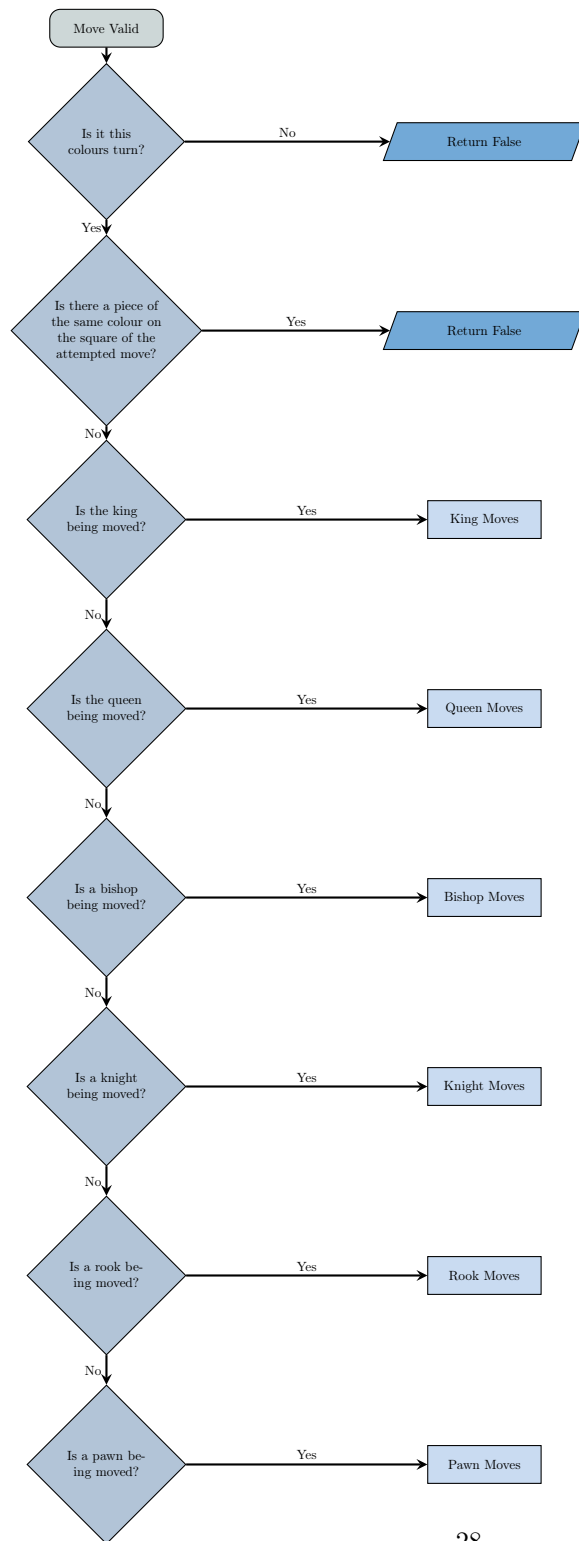 Move Valid
Is it this
colours turn?
No
Return False
Yes
Is there a piece of
the same colour on
the square of the
attempted move?
Yes
Return False
No
Is the king
being moved?
Yes
King Moves
No
Is the queen
being moved?
Yes
Queen Moves
No
Is a bishop
being moved?
Yes
Bishop Moves
No
Is a knight
being moved?
Yes
Knight Moves
No
Is a rook be-
ing moved?
Yes
Rook Moves
No
Is a pawn be-
ing moved?
Yes
Pawn Moves
28